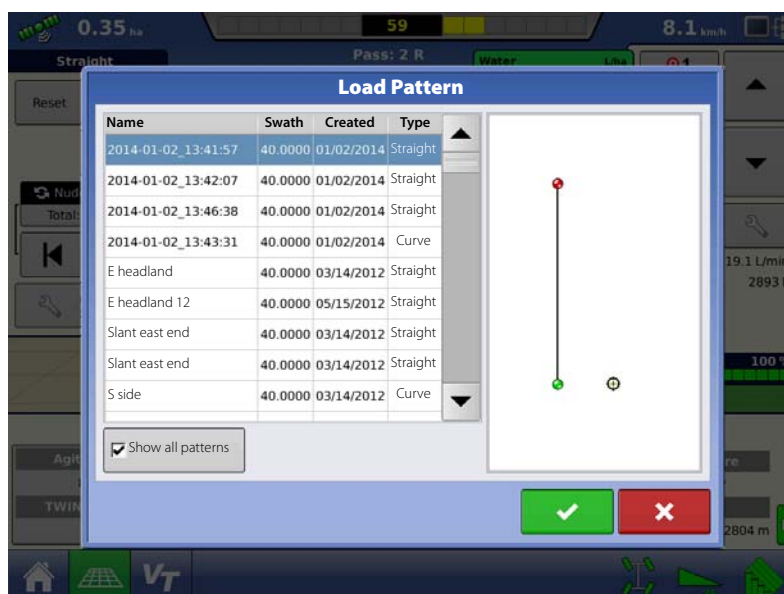 0.35 ha
59
8.1 km/h
Straight
Pass: 2 R
Water
L/ha
1
Load Pattern
Reset
Name Swath Created Type
2014-01-02_13:41:57 40.0000 01/02/2014 Straight
2014-01-02_13:42:07 40.0000 01/02/2014 Straight
2014-01-02_13:46:38 40.0000 01/02/2014 Straight
2014-01-02_13:43:31 40.0000 01/02/2014 Curve
E headland 40.0000 03/14/2012 Straight
E headland 12 40.0000 05/15/2012 Straight
Slant east end 40.0000 03/14/2012 Straight
Slant east end 40.0000 03/14/2012 Straight
S side 40.0000 03/14/2012 Curve
Show all patterns
Nud
Total:
19.1 L/min
2893
100 %
Agit
re
TWIN
2804 m
VT